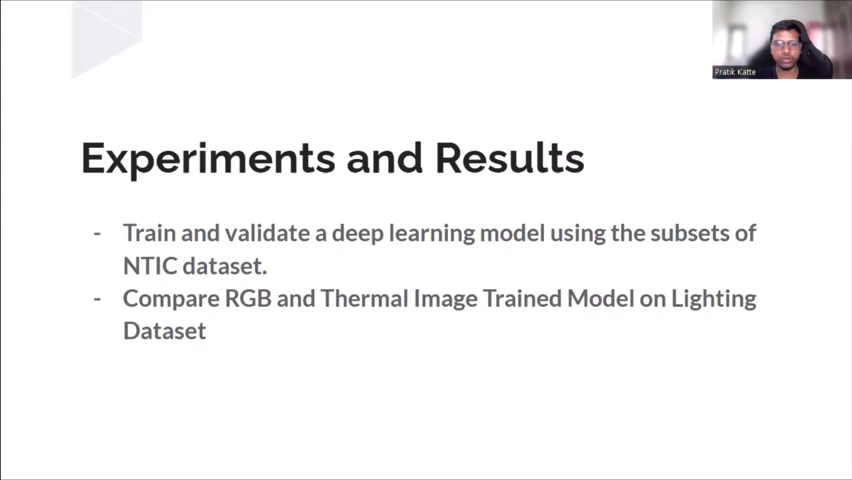 Pratik Katte
Experiments and Results
- Train and validate a deep learning model using the subsets of
NTIC dataset.
- Compare RGB and Thermal Image Trained Model on Lighting
Dataset